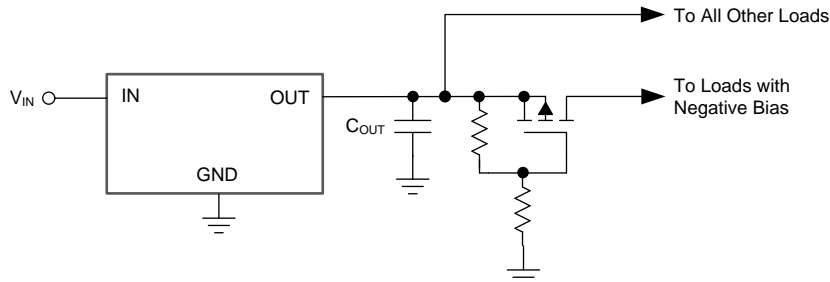 To All Other Loads
To Loads with
Negative Bias
VIN
IN
OUT
COUT
GND